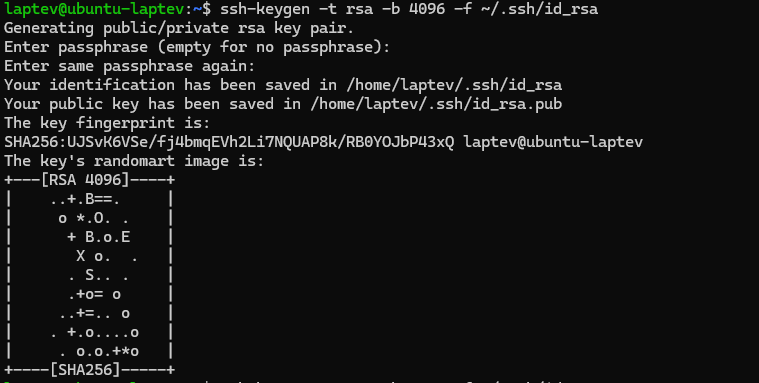 laptev@ubuntu-laptev:~$ ssh-keygen -t rsa -b 4096 -f ~/.ssh/id_rsa
Generating public/private rsa key pair.
Enter passphrase (empty for no passphrase):
Enter same passphrase again:
Your identification has been saved in /home/laptev/.ssh/id_rsa
Your public key has been saved in /home/laptev/.ssh/id_rsa.pub
The key fingerprint is:
SHA256:UJSvK6VSe/fj4bmqEVh2Li7NQUAP8k/RB0YOJbP43xQ laptev@ubuntu-laptev
The key's randomart image is:
+---[RSA 4096]----+
|    ..+.B==.     |
|     o *.O. .    |
|      + B.o.E    |
|       X o.  .   |
|      . S.. .    |
|      .+o= o     |
|     ..+=.. o    |
|    . +.o....o   |
|     . o.o.+*o   |
+----[SHA256]-----+